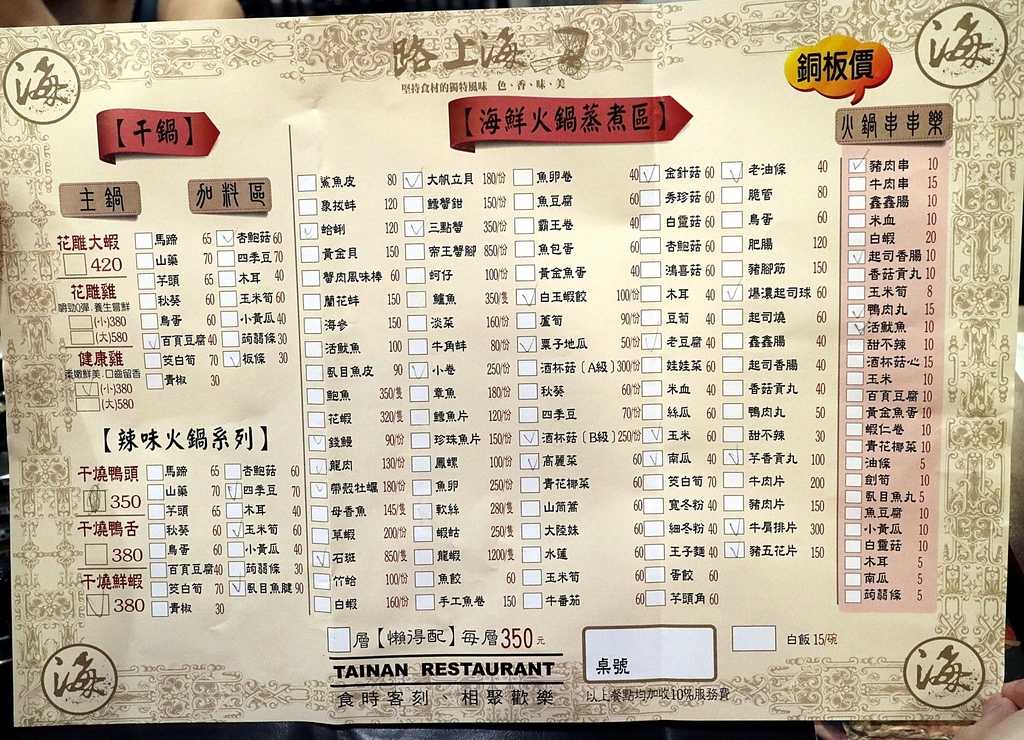 路上海
堅持食材的獨特風味 色、香、味、美
海
海
銅板價
【干鍋】
主鍋
加料區
花雕大蝦
420
花雕雞
嚼勁Q彈.養生嘗鮮
(小)380
(大)580
健康雞
柔嫩鮮美.口齒留香
(小)380
(大)580
馬蹄 65
山藥 70
芋頭 65
秋葵 60
鳥蛋 60
百頁豆腐 40
茭白筍 70
青椒 30
杏鮑菇 60
四季豆 70
木耳 40
玉米筍 60
小黃瓜 40
蒟蒻條 30
板條 30
【辣味火鍋系列】
干燒鴨頭
350
干燒鴨舌
380
干燒鮮蝦
380
馬蹄 65
山藥 70
芋頭 65
秋葵 60
鳥蛋 60
百頁豆腐 40
茭白筍 70
青椒 30
杏鮑菇 60
四季豆 70
木耳 40
玉米筍 60
小黃瓜 40
蒟蒻條 30
虱目魚腱 90
【海鮮火鍋蒸煮區】
鯊魚皮 80
象拔蚌 120
蛤蜊 120
黃金貝 150
蟹肉風味棒 60
蘭花蚌 150
海參 150
活魷魚 100
虱目魚皮 90
鮑魚 350/隻
花蝦 320/隻
錢鰻 90/份
龍肉 130/份
帶殼牡蠣 180/份
母香魚 145/隻
草蝦 200/份
石斑 850/隻
竹蛤 100/份
白蝦 160/份
大帆立貝 180/份
鱈蟹鉗 150/份
三點蟹 350/份
帝王蟹腳 850/份
蚵仔 100/份
鱸魚 350/隻
淡菜 160/份
牛角蚌 80/份
小卷 250/份
章魚 180/份
鱈魚片 120/份
珍珠魚片 150/份
鳳螺 100/份
魚卵 250/份
軟絲 280/份
蝦蛄 250/份
龍蝦 1200/隻
魚餃 60
手工魚卷 150
魚卵卷 40
魚豆腐 60
霸王卷 40
魚包蛋 60
黃金魚蛋 40
白玉蝦餃 100/份
蘆筍 90/份
栗子地瓜 50/份
酒杯菇〔A級〕 300/份
秋葵 60/份
四季豆 70/份
酒杯菇〔B級〕 250/份
高麗菜 60
青花椰菜 60
山茼蒿 60
大陸妹 60
水蓮 60
玉米筍 60
牛番茄 60
金針菇 60
秀珍菇 60
白靈菇 60
杏鮑菇 60
鴻喜菇 60
木耳 40
豆菊 40
老豆腐 40
娃娃菜 60
米血 40
絲瓜 60
玉米 60
南瓜 40
茭白筍 70
寬冬粉 40
細冬粉 40
王子麵 40
蛋餃 60
芋頭角 60
老油條 40
脆管 80
鳥蛋 60
肥腸 120
豬腳筋 150
爆濃起司球 60
起司燒 60
鑫鑫腸 40
起司香腸 40
香菇貢丸 40
鴨肉丸 50
甜不辣 30
芋香貢丸 100
牛肉片 200
豬肉片 150
牛肩排片 300
豬五花片 150
火鍋串串樂
豬肉串 10
牛肉串 15
鑫鑫腸 10
米血 10
白蝦 20
起司香腸 10
香菇貢丸 10
玉米筍 8
鴨肉丸 15
活魷魚 10
甜不辣 10
酒杯菇心 15
玉米 10
百頁豆腐 10
黃金魚蛋 10
蝦仁卷 10
青花椰菜 10
油條 5
劍筍 10
虱目魚丸 5
魚豆腐 10
小黃瓜 10
白靈菇 10
木耳 5
南瓜 5
蒟蒻條 5
層【懶得配】每層350元
TAINAN RESTAURANT
食時客刻、相聚歡樂
桌號
白飯 15/碗
以上餐點均加收10%服務費
海
海